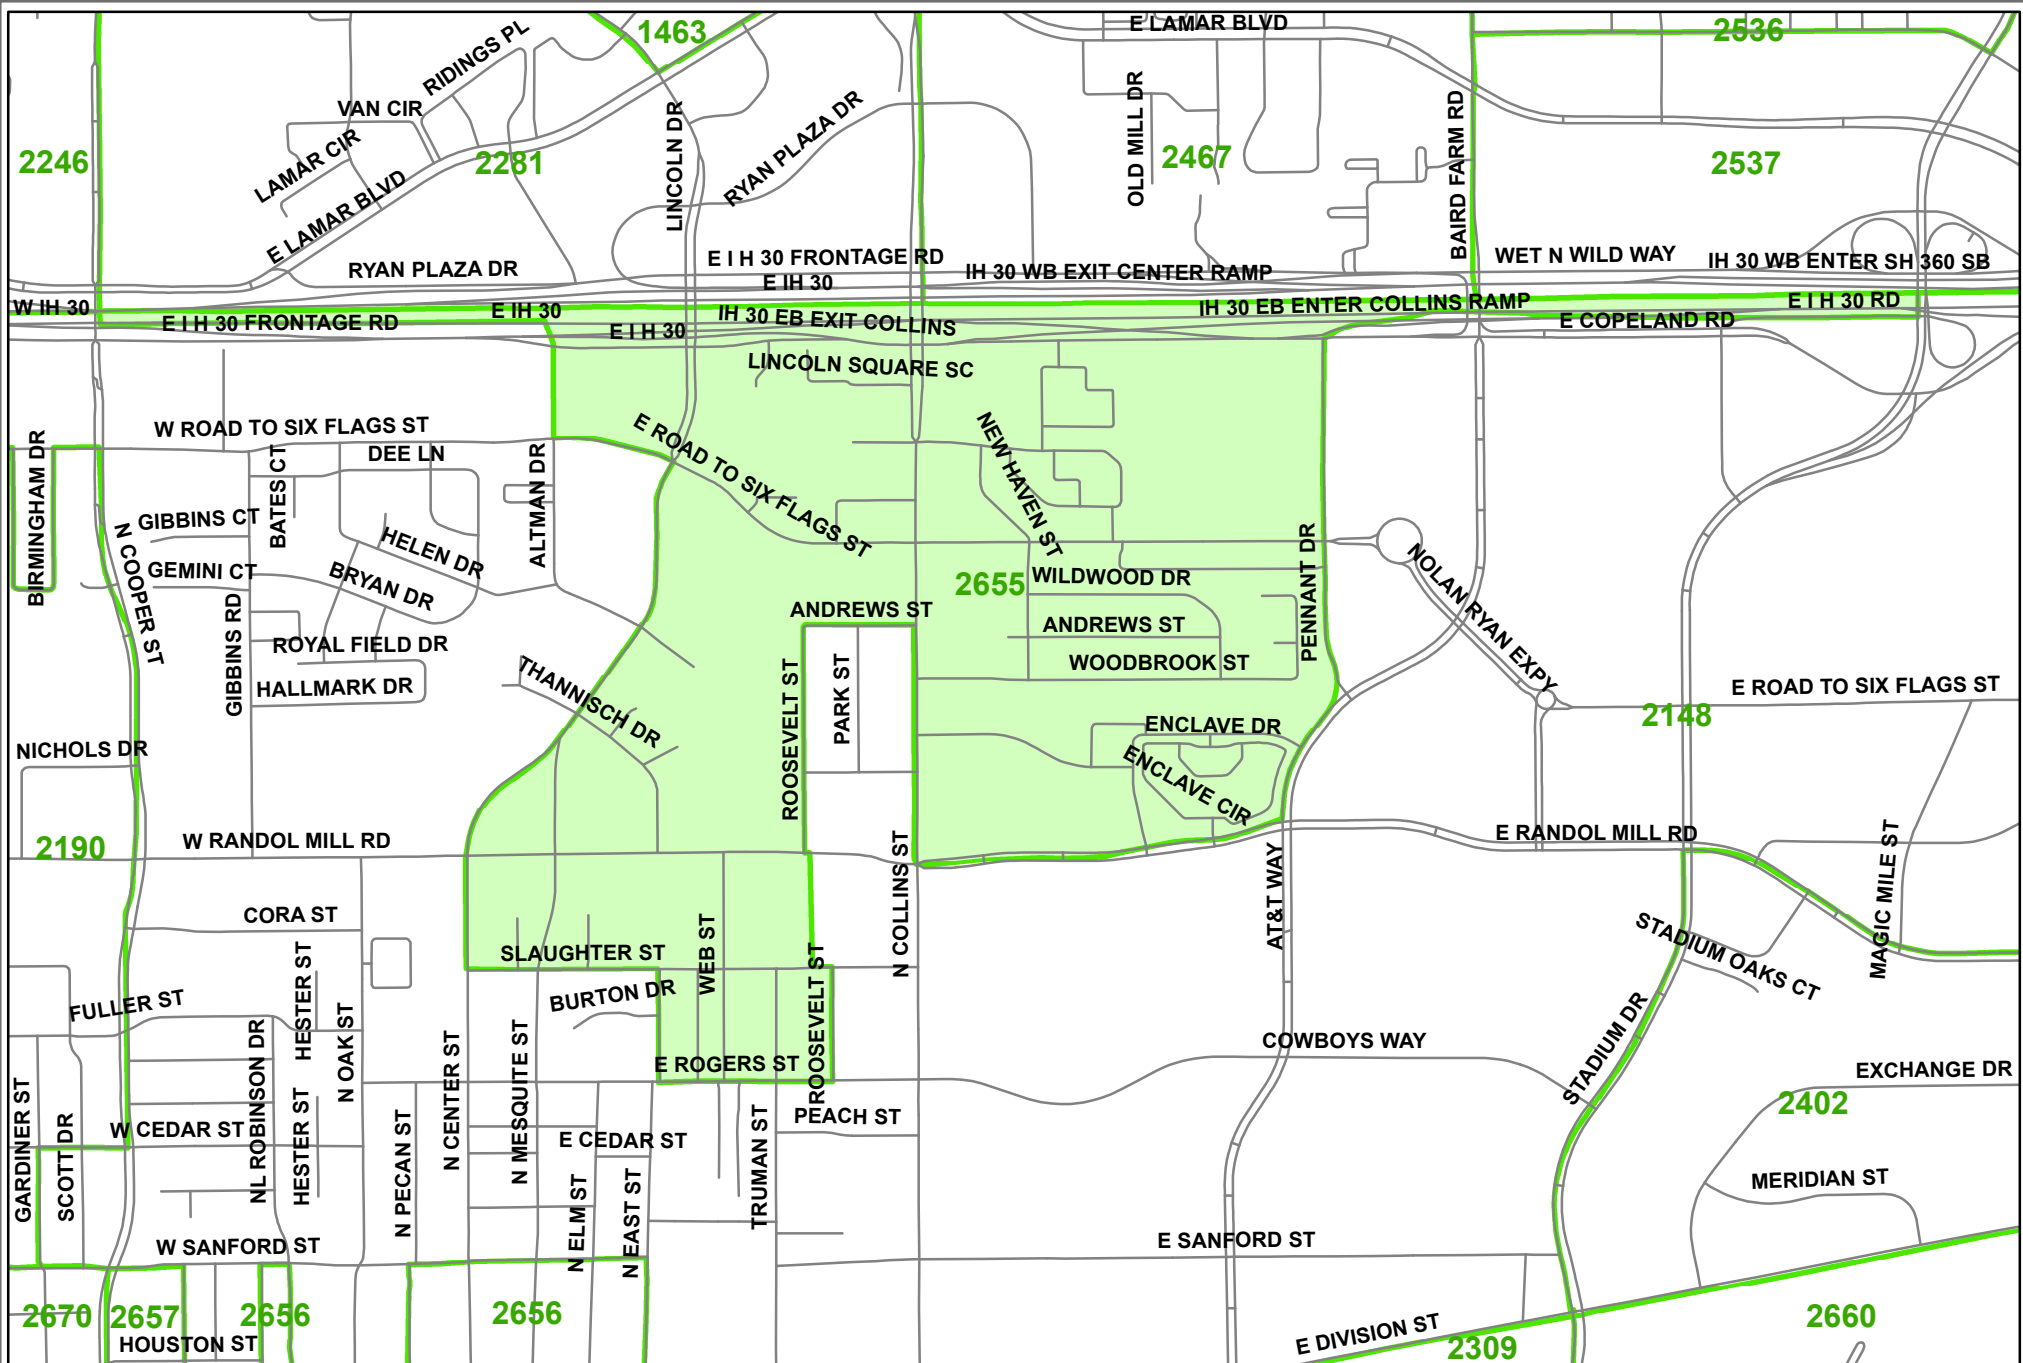 E LAMAR BLVD
1463
2536
RIDINGS PL
VAN CIR
LAMAR CIR
2246
2281
E LAMAR BLVD
LINCOLN DR
RYAN PLAZA DR
OLD MILL DR
2467
BAIRD FARM RD
2537
RYAN PLAZA DR
E I H 30 FRONTAGE RD
E IH 30
IH 30 WB EXIT CENTER RAMP
WET N WILD WAY
IH 30 WB ENTER SH 360 SB
W IH 30
E I H 30 FRONTAGE RD
E IH 30
E I H 30
IH 30 EB EXIT COLLINS
IH 30 EB ENTER COLLINS RAMP
E I H 30 RD
E COPELAND RD
LINCOLN SQUARE SC
W ROAD TO SIX FLAGS ST
DEE LN
BIRMINGHAM DR
BATES CT
ALTMAN DR
E ROAD TO SIX FLAGS ST
NEW HAVEN ST
GIBBINS CT
N COOPER ST
HELEN DR
GEMINI CT
BRYAN DR
GIBBINS RD
ROYAL FIELD DR
HALLMARK DR
2655
WILDWOOD DR
ANDREWS ST
ANDREWS ST
WOODBROOK ST
PENNANT DR
NOLAN RYAN EXPY
E ROAD TO SIX FLAGS ST
2148
THANNISCH DR
ROOSEVELT ST
PARK ST
ENCLAVE DR
ENCLAVE CIR
NICHOLS DR
2190
W RANDOL MILL RD
E RANDOL MILL RD
N COLLINS ST
AT&T WAY
MAGIC MILE ST
CORA ST
HESTER ST
SLAUGHTER ST
WEB ST
STADIUM OAKS CT
FULLER ST
BURTON DR
ROOSEVELT ST
STADIUM DR
N OAK ST
NL ROBINSON DR
N CENTER ST
N MESQUITE ST
E ROGERS ST
COWBOYS WAY
EXCHANGE DR
2402
GARDINER ST
SCOTT DR
W CEDAR ST
HESTER ST
N PECAN ST
E CEDAR ST
TRUMAN ST
PEACH ST
N ELM ST
N EAST ST
MERIDIAN ST
W SANFORD ST
E SANFORD ST
2670
2657
2656
2656
HOUSTON ST
E DIVISION ST
2309
2660